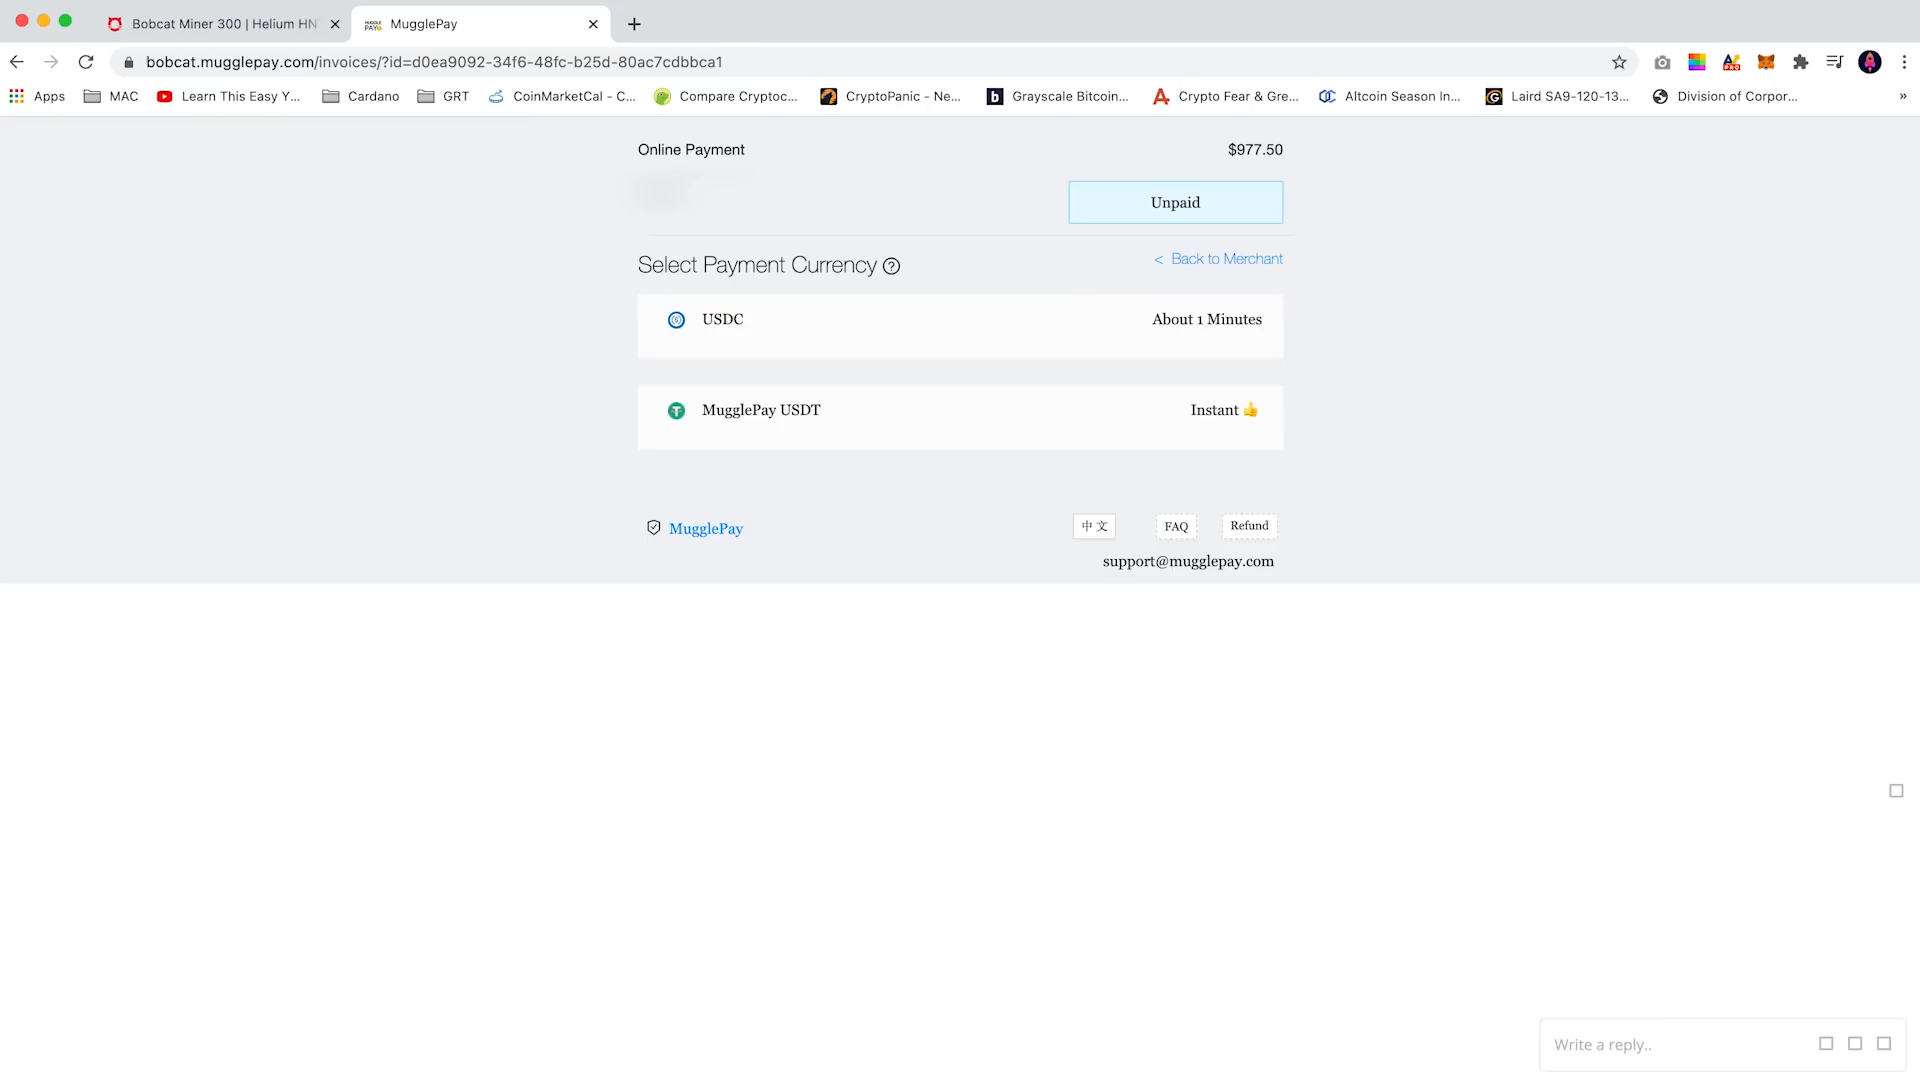 Bobcat Miner 300 | Helium HN
MugglePay
bobcat.mugglepay.com/invoices/?id=d0ea9092-34f6-48fc-b25d-80ac7cdbbca1
Apps MAC Learn This Easy Y... Cardano GRT CoinMarketCal - C... Compare Cryptoc... CryptoPanic - Ne... Grayscale Bitcoin... Crypto Fear & Gre... Altcoin Season In... Laird SA9-120-13... Division of Corpor... »
Online Payment $977.50
Unpaid
Select Payment Currency ? < Back to Merchant
USDC About 1 Minutes
MugglePay USDT Instant 👍
MugglePay 中文 FAQ Refund
support@mugglepay.com
Write a reply..